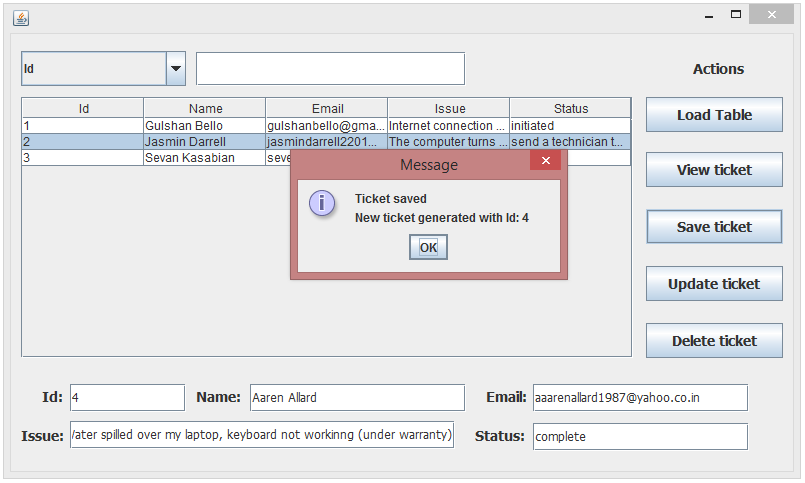 Id
Actions
Id Name Email Issue Status
1 Gulshan Bello gulshanbello@gma... Internet connection ... initiated
2 Jasmin Darrell jasmindarrell2201... The computer turns ... send a technician t...
3 Sevan Kasabian seve
Load Table
View ticket
Save ticket
Update ticket
Delete ticket
Message
Ticket saved
New ticket generated with Id: 4
OK
Id: 4 Name: Aaren Allard Email: aaarenallard1987@yahoo.co.in
Issue: Water spilled over my laptop, keyboard not workinng (under warranty) Status: complete